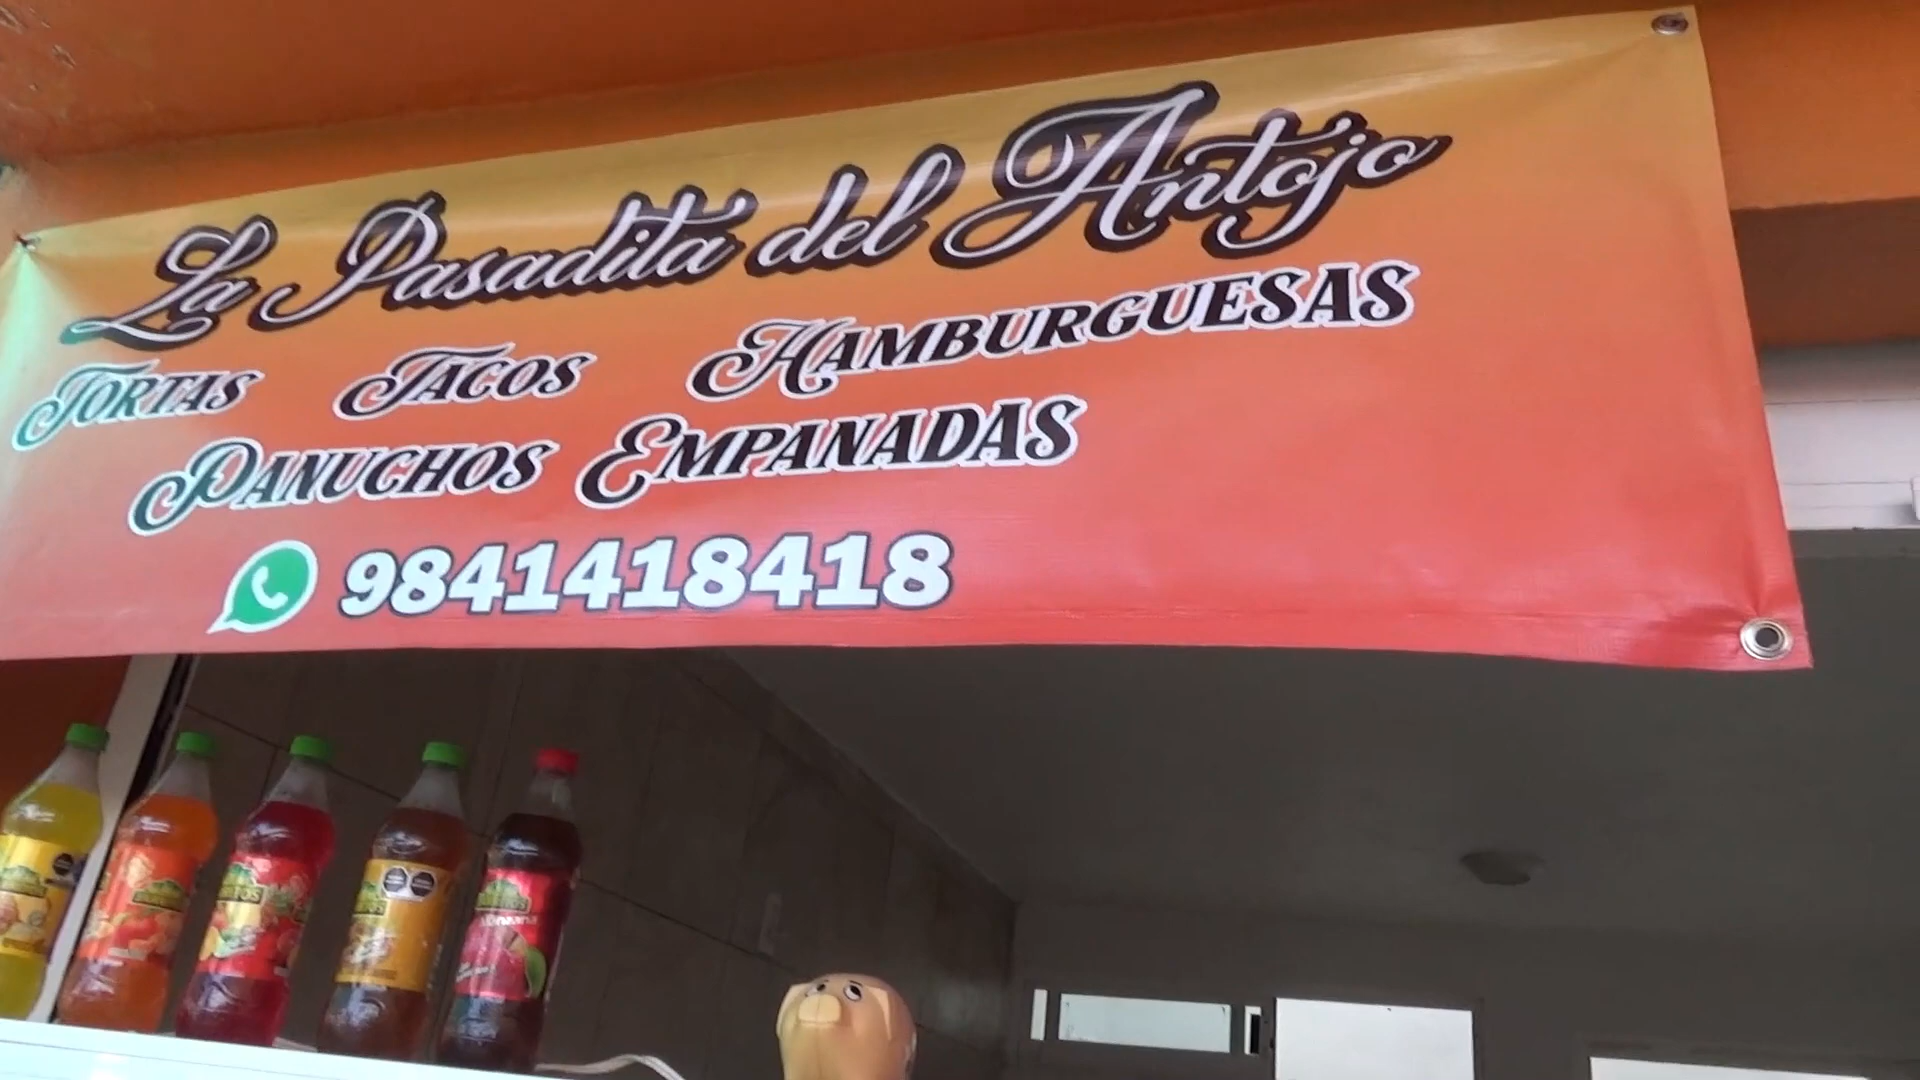 La Pasadita del Antojo
TORTAS TACOS HAMBURGUESAS
PANUCHOS EMPANADAS
9841418418